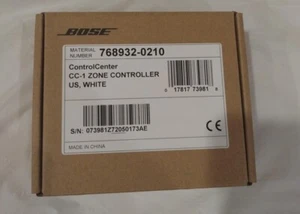 BOSE
MATERIAL NUMBER 768932-0210
ControlCenter
CC-1 ZONE CONTROLLER
US, WHITE
0 17817 73981
S/N: 073981Z72050173AE
MADE IN CHINA
CE